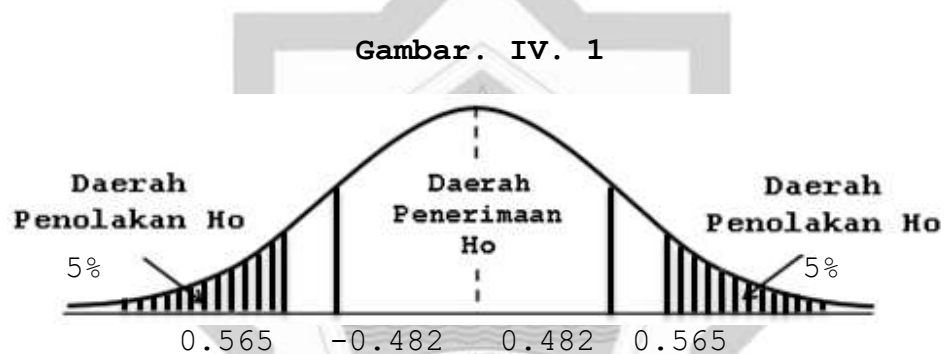 Gambar. IV. 1
Daerah
Penolakan Ho
5%
Daerah
Penerimaan
Ho
Daerah
Penolakan Ho
5%
0.565 -0.482 0.482 0.565